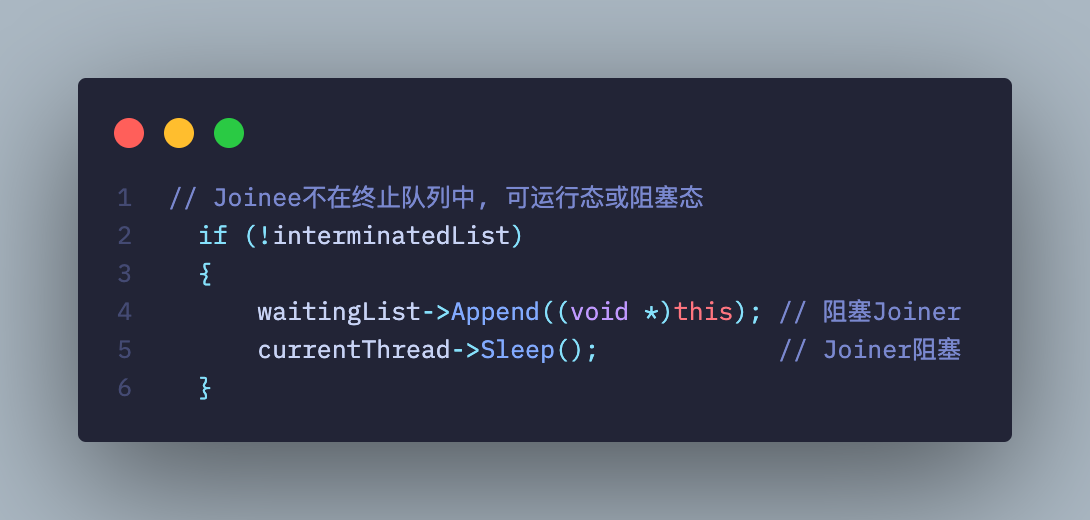 1 // Joinee不在终止队列中, 可运行态或阻塞态
2 if (!interminatedList)
3 {
4 waitingList->Append((void *)this); // 阻塞Joiner
5 currentThread->Sleep(); // Joiner阻塞
6 }